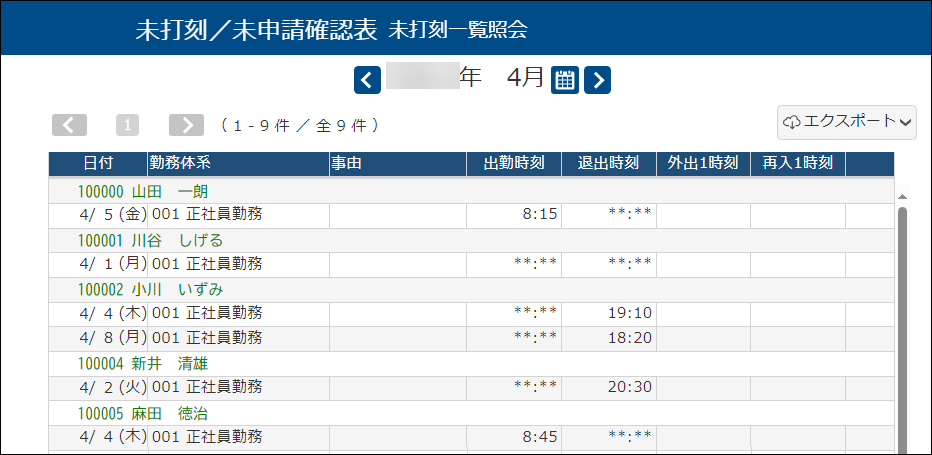 未打刻／未申請確認表 未打刻一覧照会
年 4月
1 ( 1 - 9 件 ／ 全 9 件 )
エクスポート
日付 勤務体系 事由 出勤時刻 退出時刻 外出1時刻 再入1時刻
100000 山田 一朗
4/ 5 (金) 001 正社員勤務 8:15 **:**
100001 川谷 しげる
4/ 1 (月) 001 正社員勤務 **:** **:**
100002 小川 いずみ
4/ 4 (木) 001 正社員勤務 **:** 19:10
4/ 8 (月) 001 正社員勤務 **:** 18:20
100004 新井 清雄
4/ 2 (火) 001 正社員勤務 **:** 20:30
100005 麻田 徳治
4/ 4 (木) 001 正社員勤務 8:45 **:**